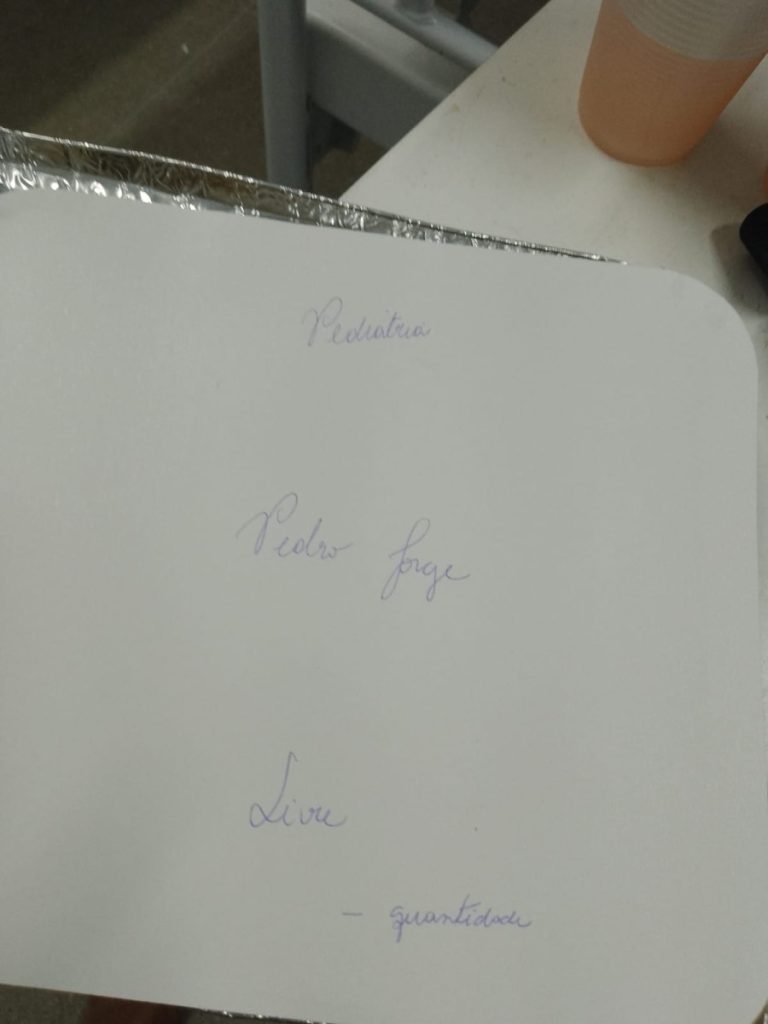 Pediatria
Pedro Jorge
Livre
- quantidade